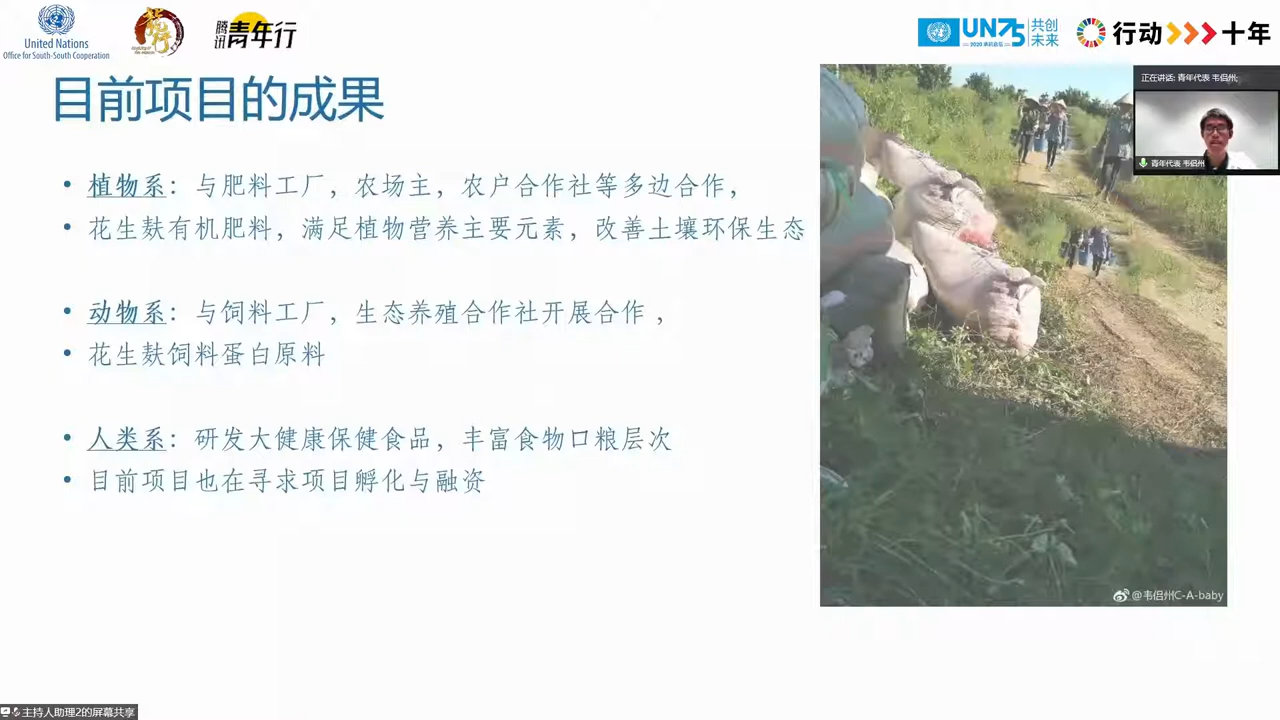 United Nations
Office for South-South Cooperation
腾讯青年行
UN75
2020 承前启后
共创未来
行动
十年
目前项目的成果
正在讲话: 青年代表 韦侣州;
青年代表 韦侣州
• 植物系：与肥料工厂，农场主，农户合作社等多边合作，
• 花生麸有机肥料，满足植物营养主要元素，改善土壤环保生态
• 动物系：与饲料工厂，生态养殖合作社开展合作 ，
• 花生麸饲料蛋白原料
• 人类系：研发大健康保健食品，丰富食物口粮层次
• 目前项目也在寻求项目孵化与融资
@韦侣州C-A-baby
主持人助理2的屏幕共享